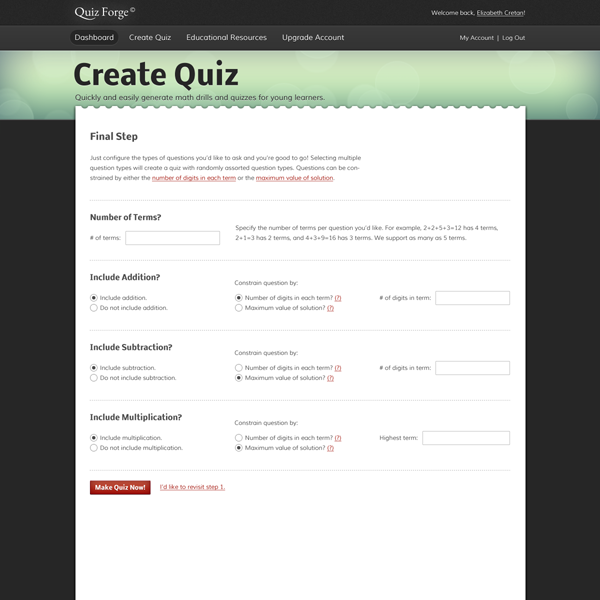 Quiz Forge©
Welcome back, Elizabeth Cretan!
Dashboard Create Quiz Educational Resources Upgrade Account My Account | Log Out
Create Quiz
Quickly and easily generate math drills and quizzes for young learners.
Final Step
Just configure the types of questions you'd like to ask and you're good to go! Selecting multiple
question types will create a quiz with randomly assorted question types. Questions can be con-
strained by either the number of digits in each term or the maximum value of solution.
Number of Terms?
# of terms:
Specify the number of terms per question you'd like. For example, 2+2+5+3=12 has 4 terms,
2+1=3 has 2 terms, and 4+3+9=16 has 3 terms. We support as many as 5 terms.
Include Addition?
Constrain question by:
Include addition. Number of digits in each term? (?) # of digits in term:
Do not include addition. Maximum value of solution? (?)
Include Subtraction?
Constrain question by:
Include subtraction. Number of digits in each term? (?) # of digits in term:
Do not include subtraction. Maximum value of solution? (?)
Include Multiplication?
Constrain question by:
Include multiplication. Number of digits in each term? (?) Highest term:
Do not include multiplication. Maximum value of solution? (?)
Make Quiz Now! I'd like to revisit step 1.